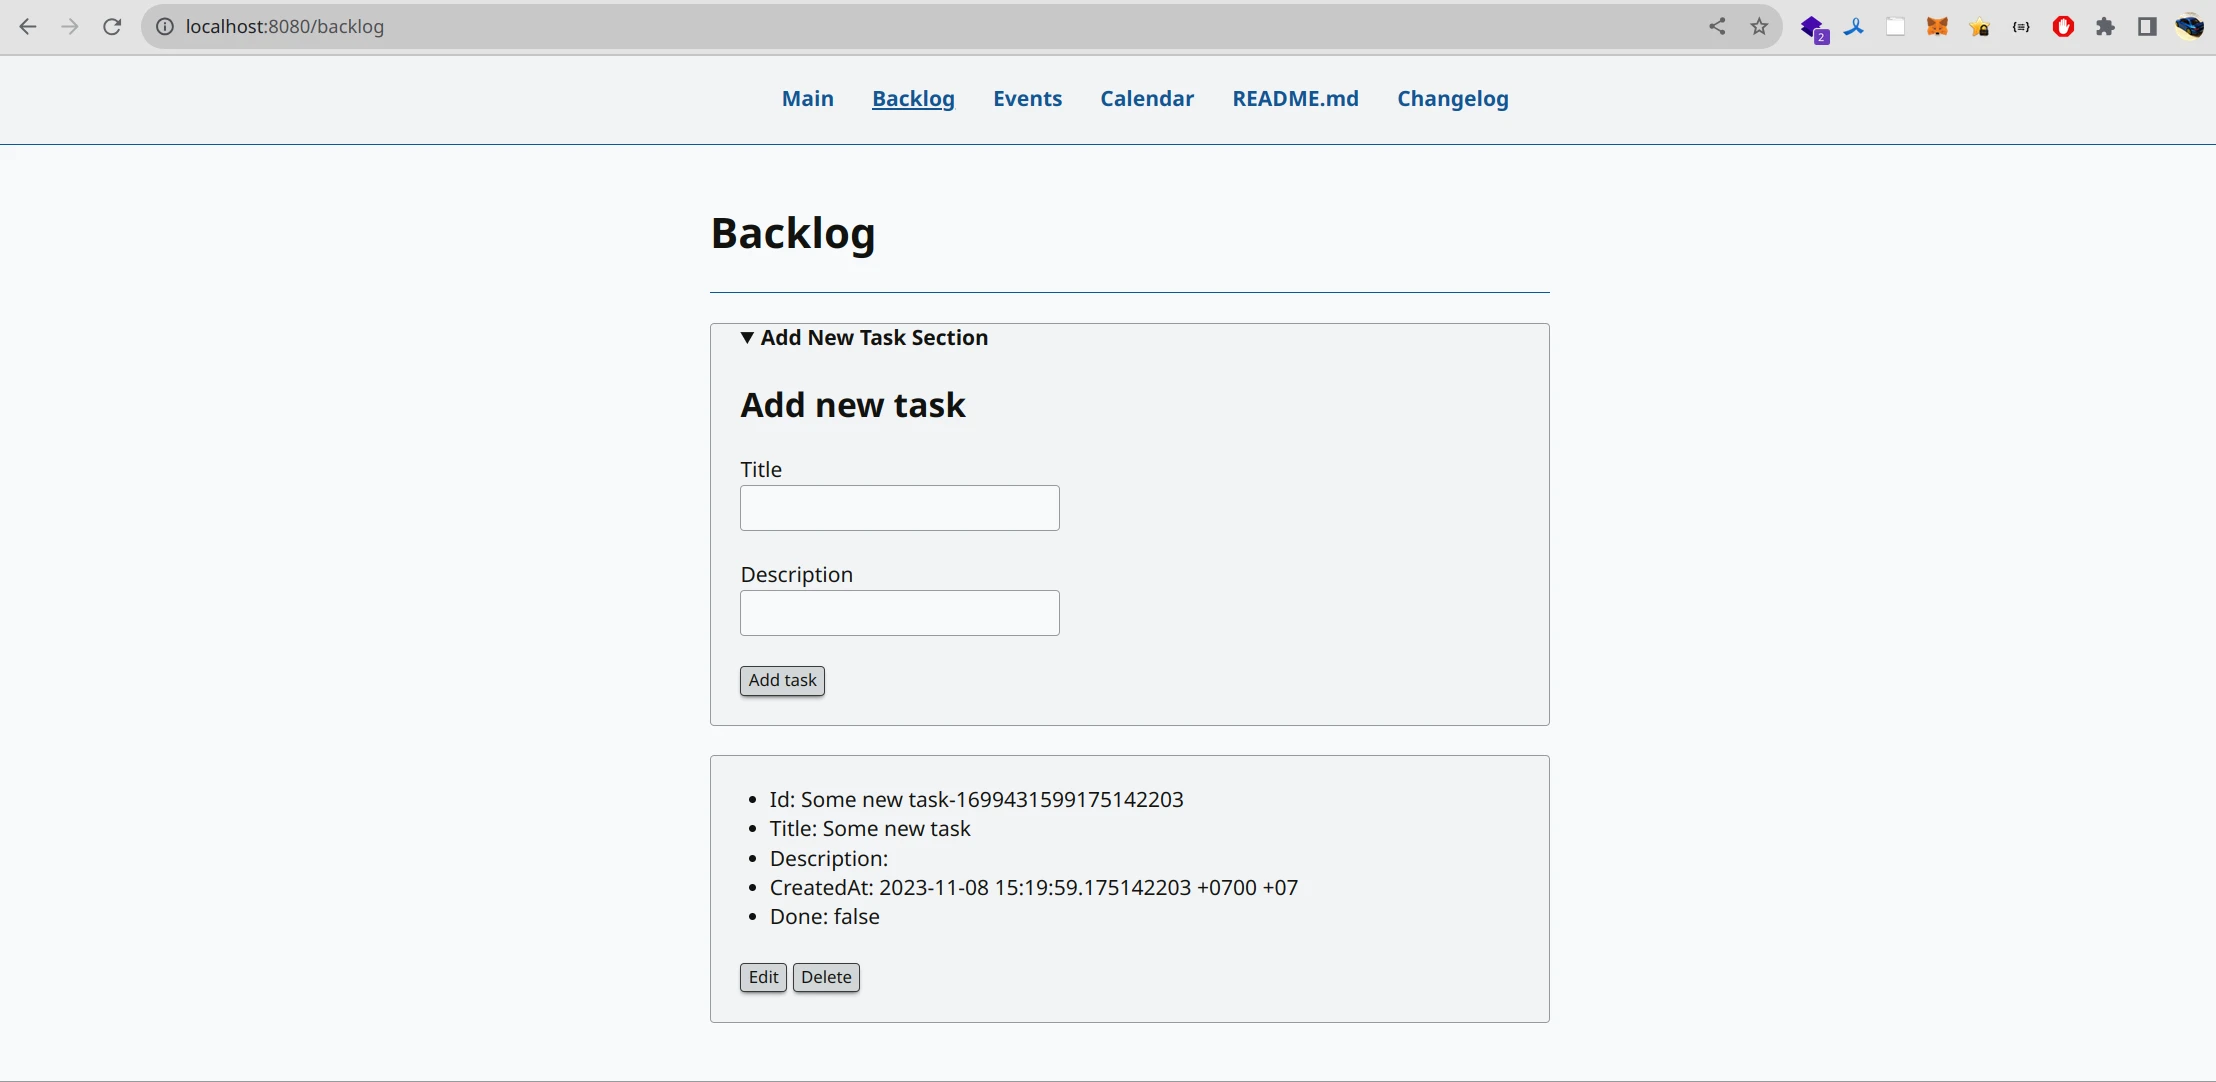 localhost:8080/backlog
2
Main Backlog Events Calendar README.md Changelog
Backlog
Add New Task Section
Add new task
Title
Description
Add task
Id: Some new task-1699431599175142203
Title: Some new task
Description:
CreatedAt: 2023-11-08 15:19:59.175142203 +0700 +07
Done: false
Edit Delete